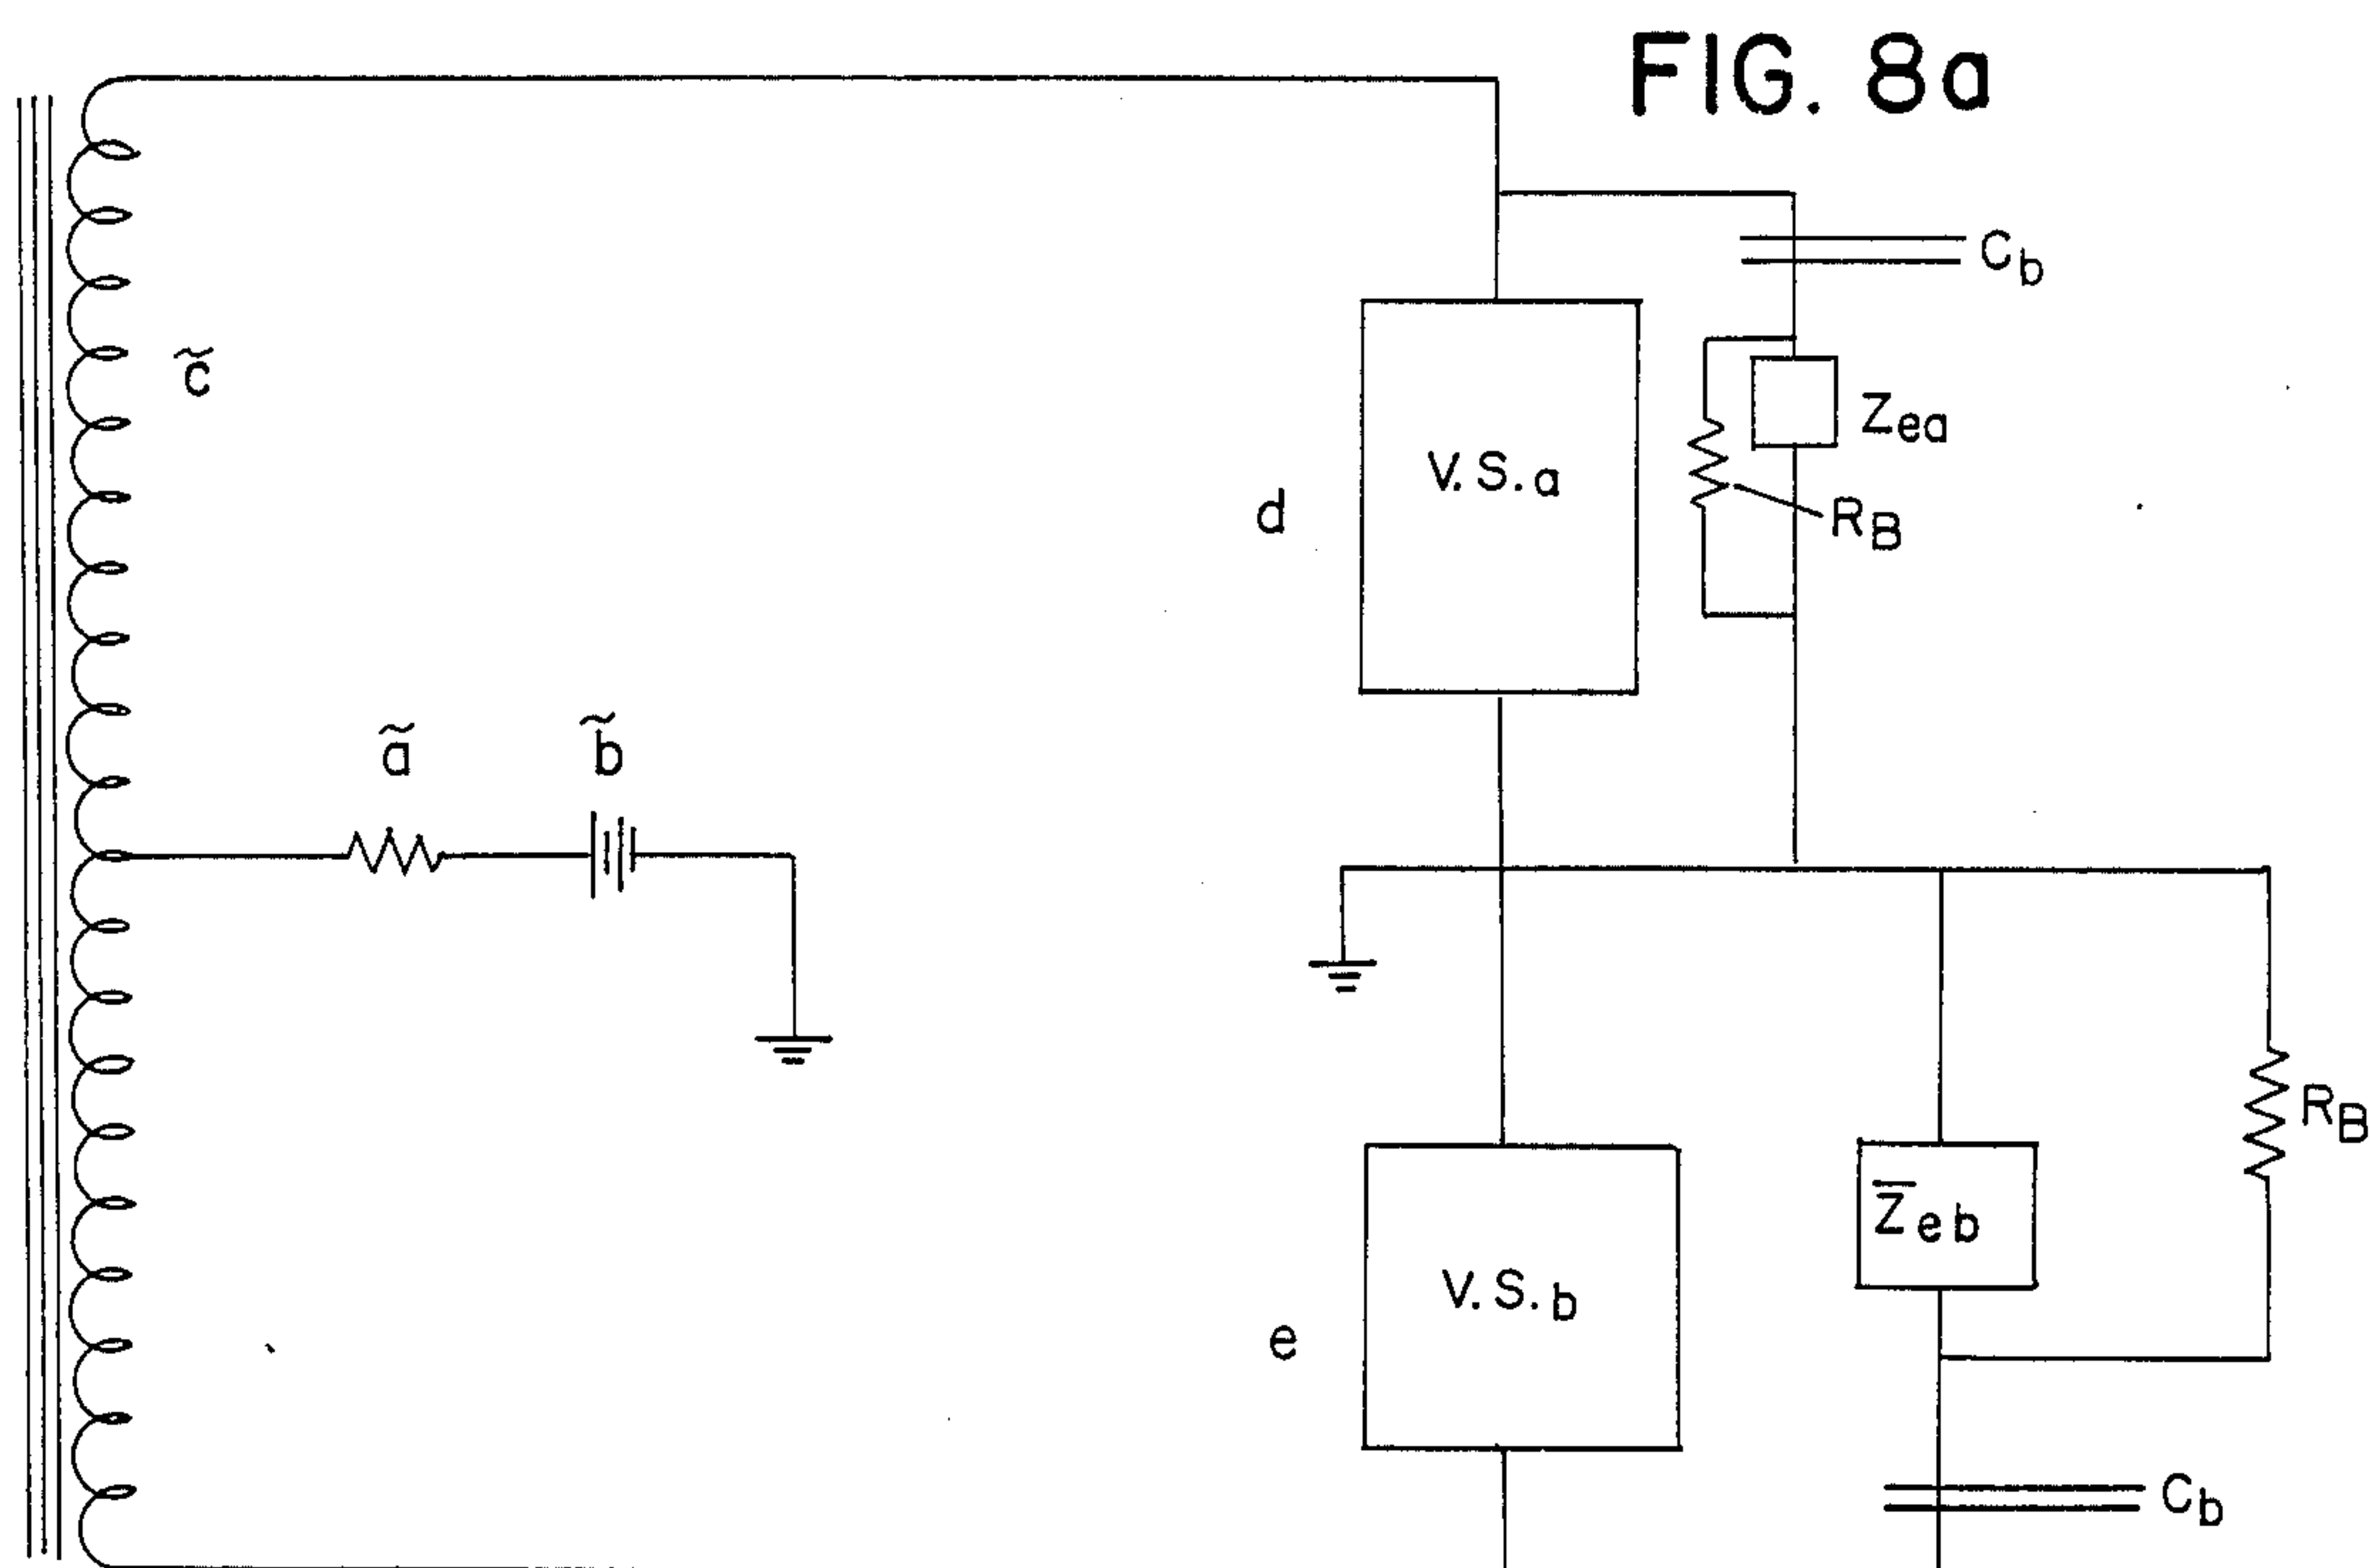 FIG. 8a
C_b
c̃
Z_ea
V.S._a
d
R_B
ã
b̃
R_B
Z̅_eb
V.S._b
e
C_b